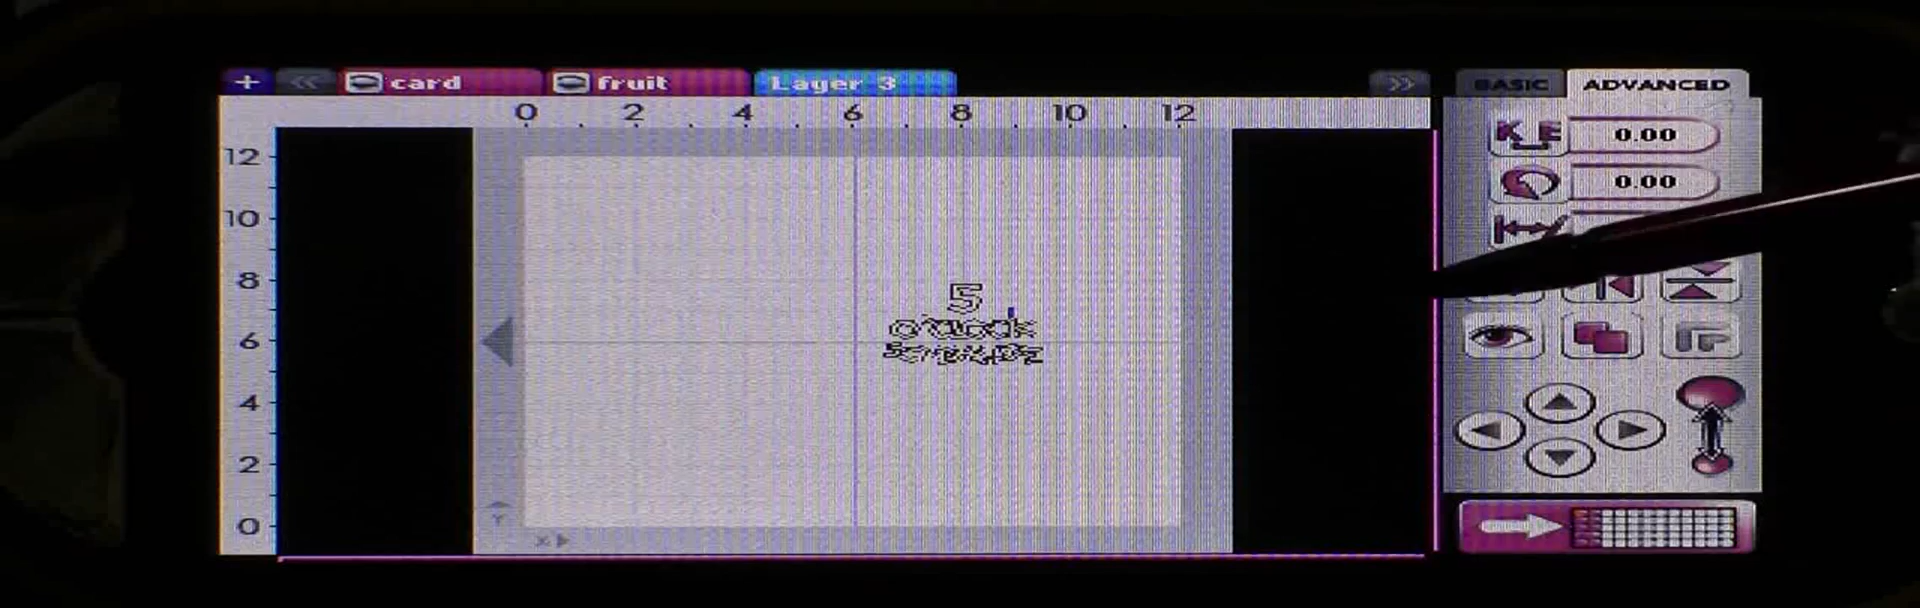 + << card fruit Layer 3 >>
BASIC ADVANCED
0 2 4 6 8 10 12
12
10
8
6
4
2
0
5
o'clock
K E 0.00
0.00
Y
X